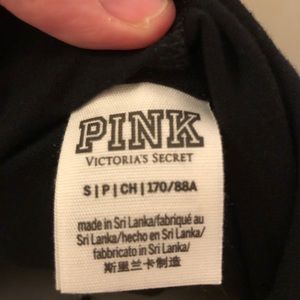 PINK
VICTORIA'S SECRET
S | P | CH | 170/88A
made in Sri Lanka/fabriqué au
Sri Lanka/hecho en Sri Lanka/
fabbricato in Sri Lanka/
斯里兰卡制造